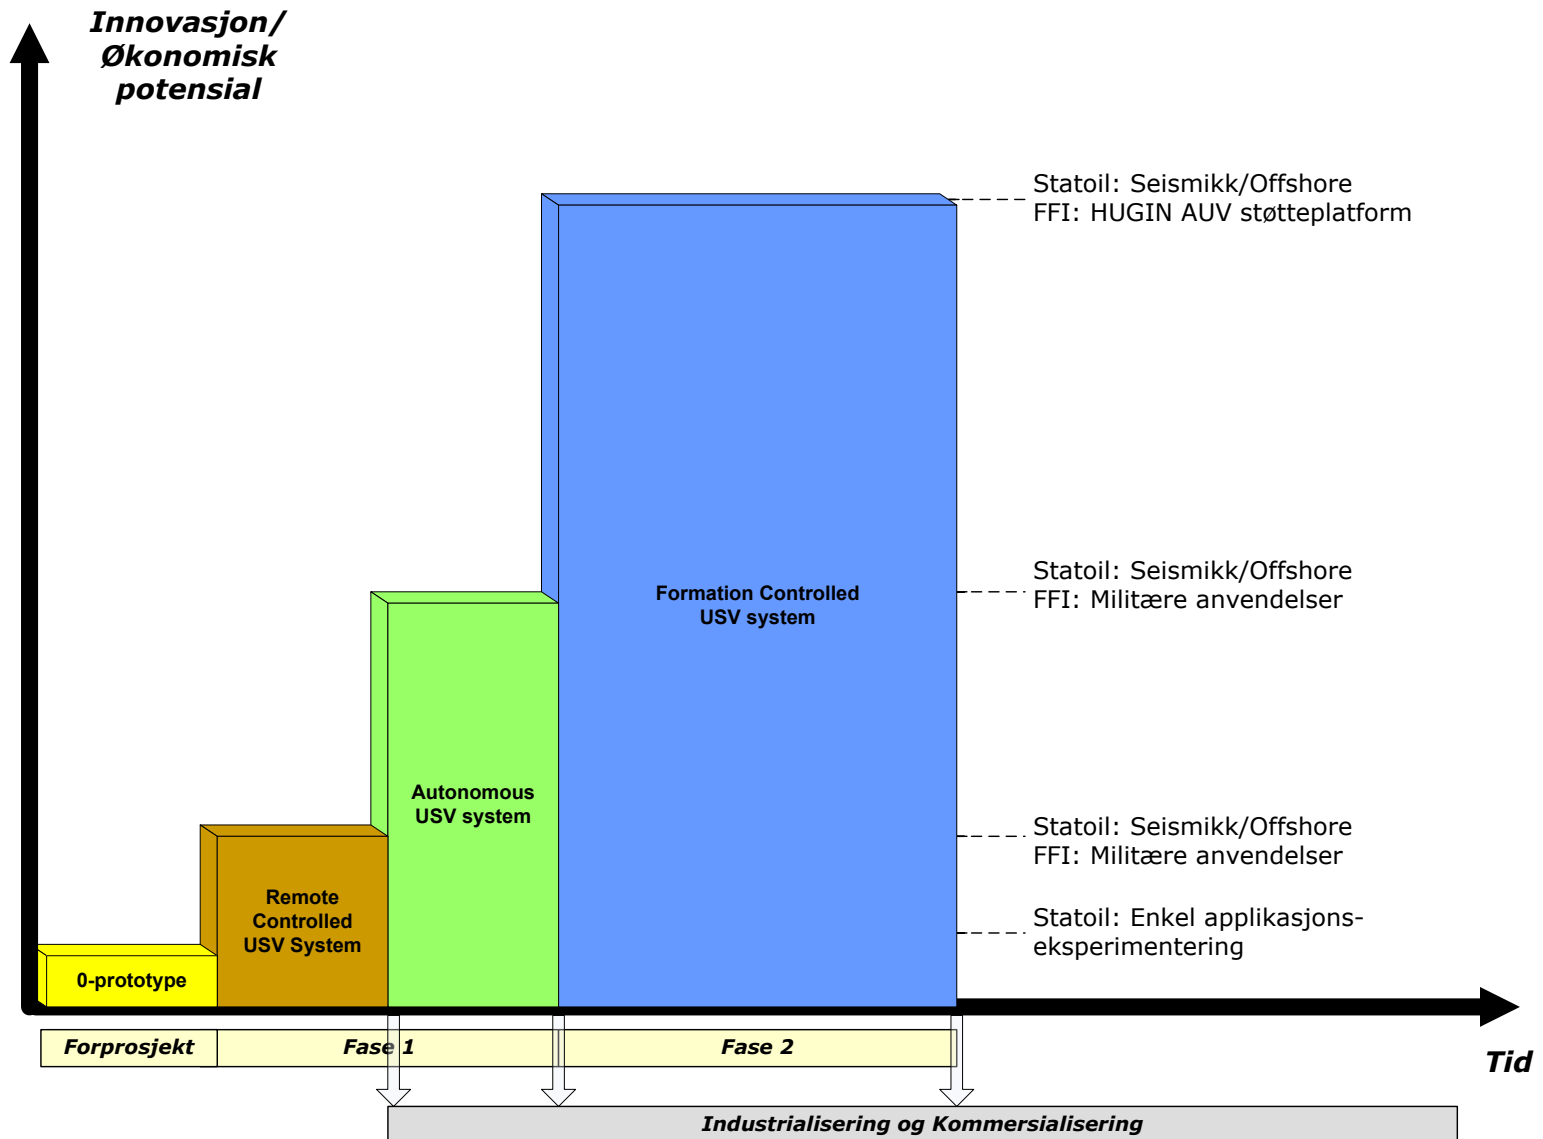 Innovasjon/
Økonomisk
potensial
Statoil: Seismikk/Offshore
FFI: HUGIN AUV støtteplatform
Formation Controlled
USV system
Statoil: Seismikk/Offshore
FFI: Militære anvendelser
Autonomous
USV system
Statoil: Seismikk/Offshore
FFI: Militære anvendelser
Remote
Controlled
USV System
Statoil: Enkel applikasjons-
eksperimentering
0-prototype
Forprosjekt
Fase 1
Fase 2
Tid
Industrialisering og Kommersialisering